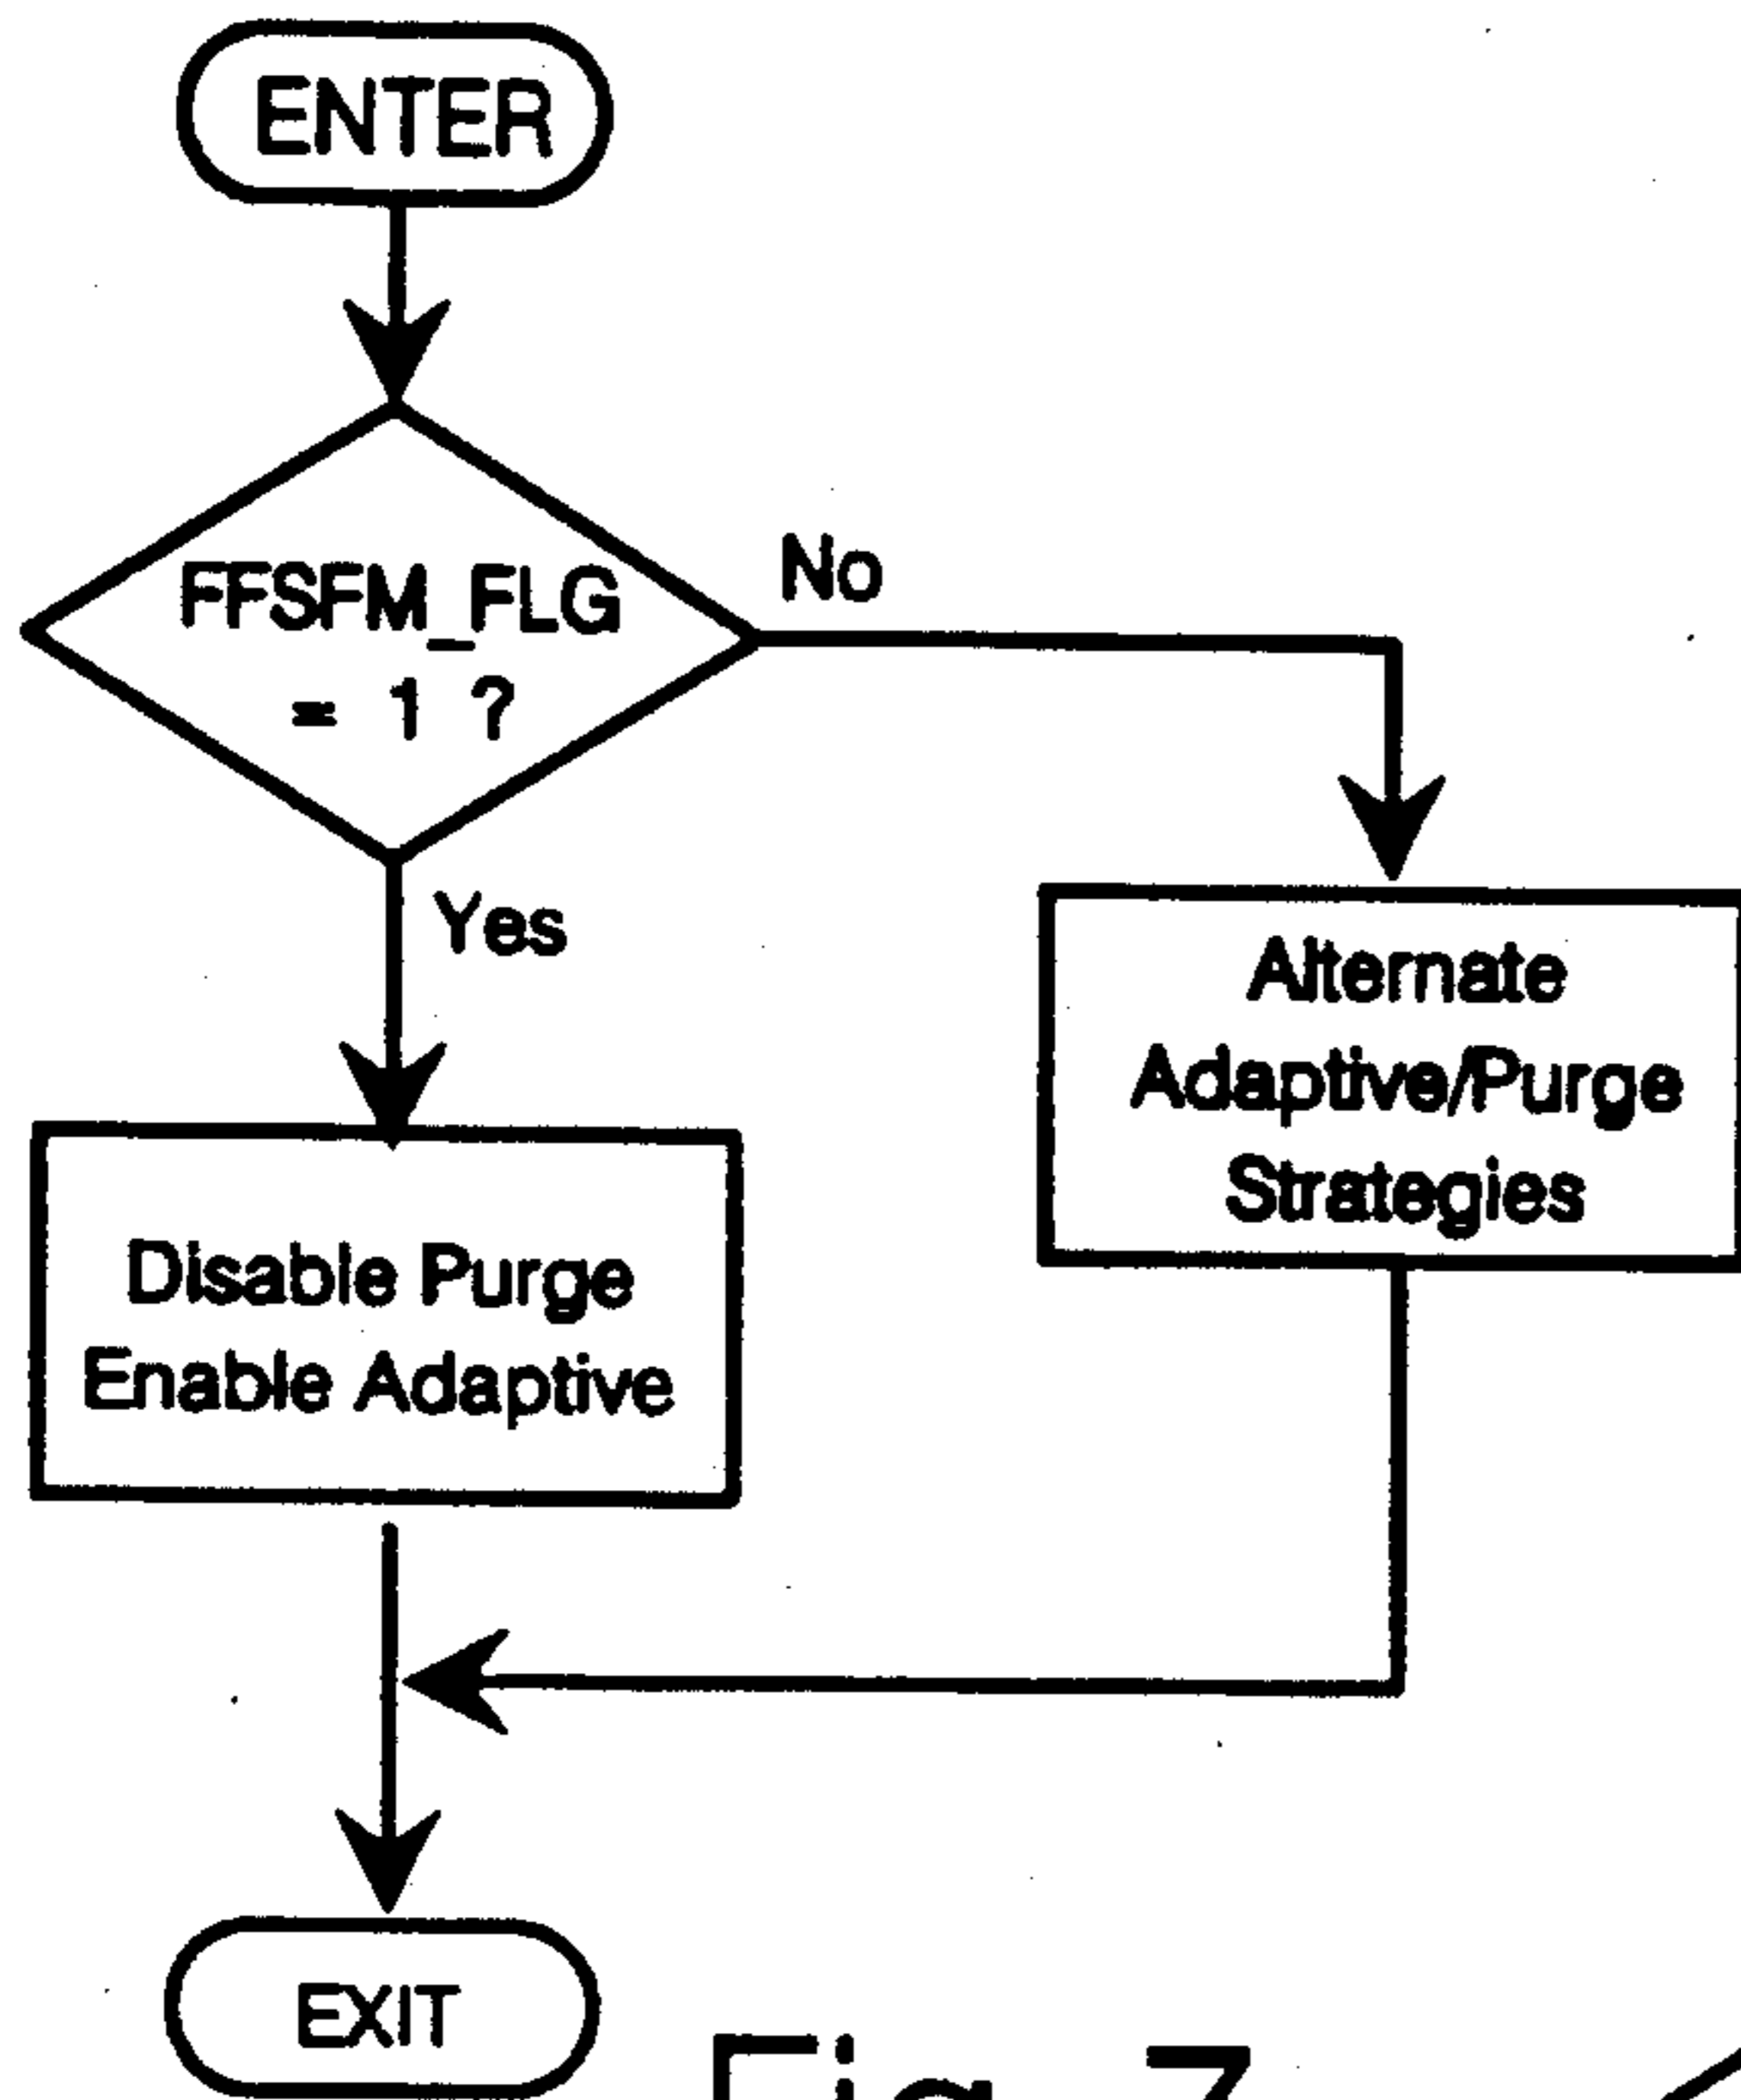 ENTER
FFSFM_FLG
= 1 ?
No
Yes
Alternate
Adaptive/Purge
Strategies
Disable Purge
Enable Adaptive
EXIT